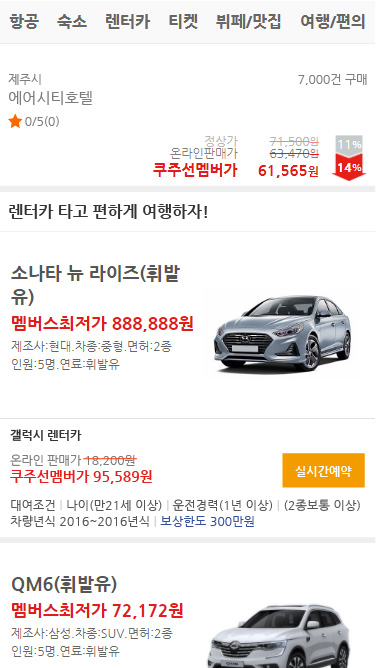 항공 숙소 렌터카 티켓 뷔페/맛집 여행/편의
제주시 7,000건 구매
에어시티호텔
0/5(0)
정상가 71,500원 11%
온라인판매가 63,470원
쿠주선멤버가 61,565원 14%
렌터카 타고 편하게 여행하자!
소나타 뉴 라이즈(휘발
유)
멤버스최저가 888,888원
제조사:현대.차종:중형.면허:2종
인원:5명.연료:휘발유
갤럭시 렌터카
온라인 판매가 18,200원
쿠주선멤버가 95,589원
실시간예약
대여조건 | 나이(만21세 이상) | 운전경력(1년 이상) | (2종보통 이상)
차량년식 2016~2016년식 | 보상한도 300만원
QM6(휘발유)
멤버스최저가 72,172원
제조사:삼성.차종:SUV.면허:2종
인원:5명.연료:휘발유